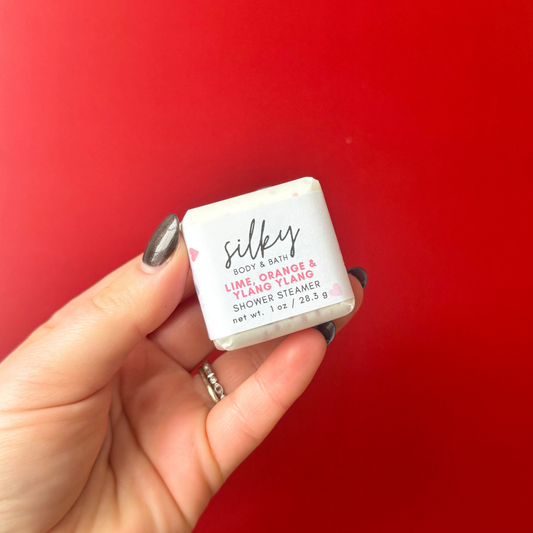 silky
BODY & BATH
LIME, ORANGE &
YLANG YLANG
SHOWER STEAMER
net wt. 1 oz / 28.3 g